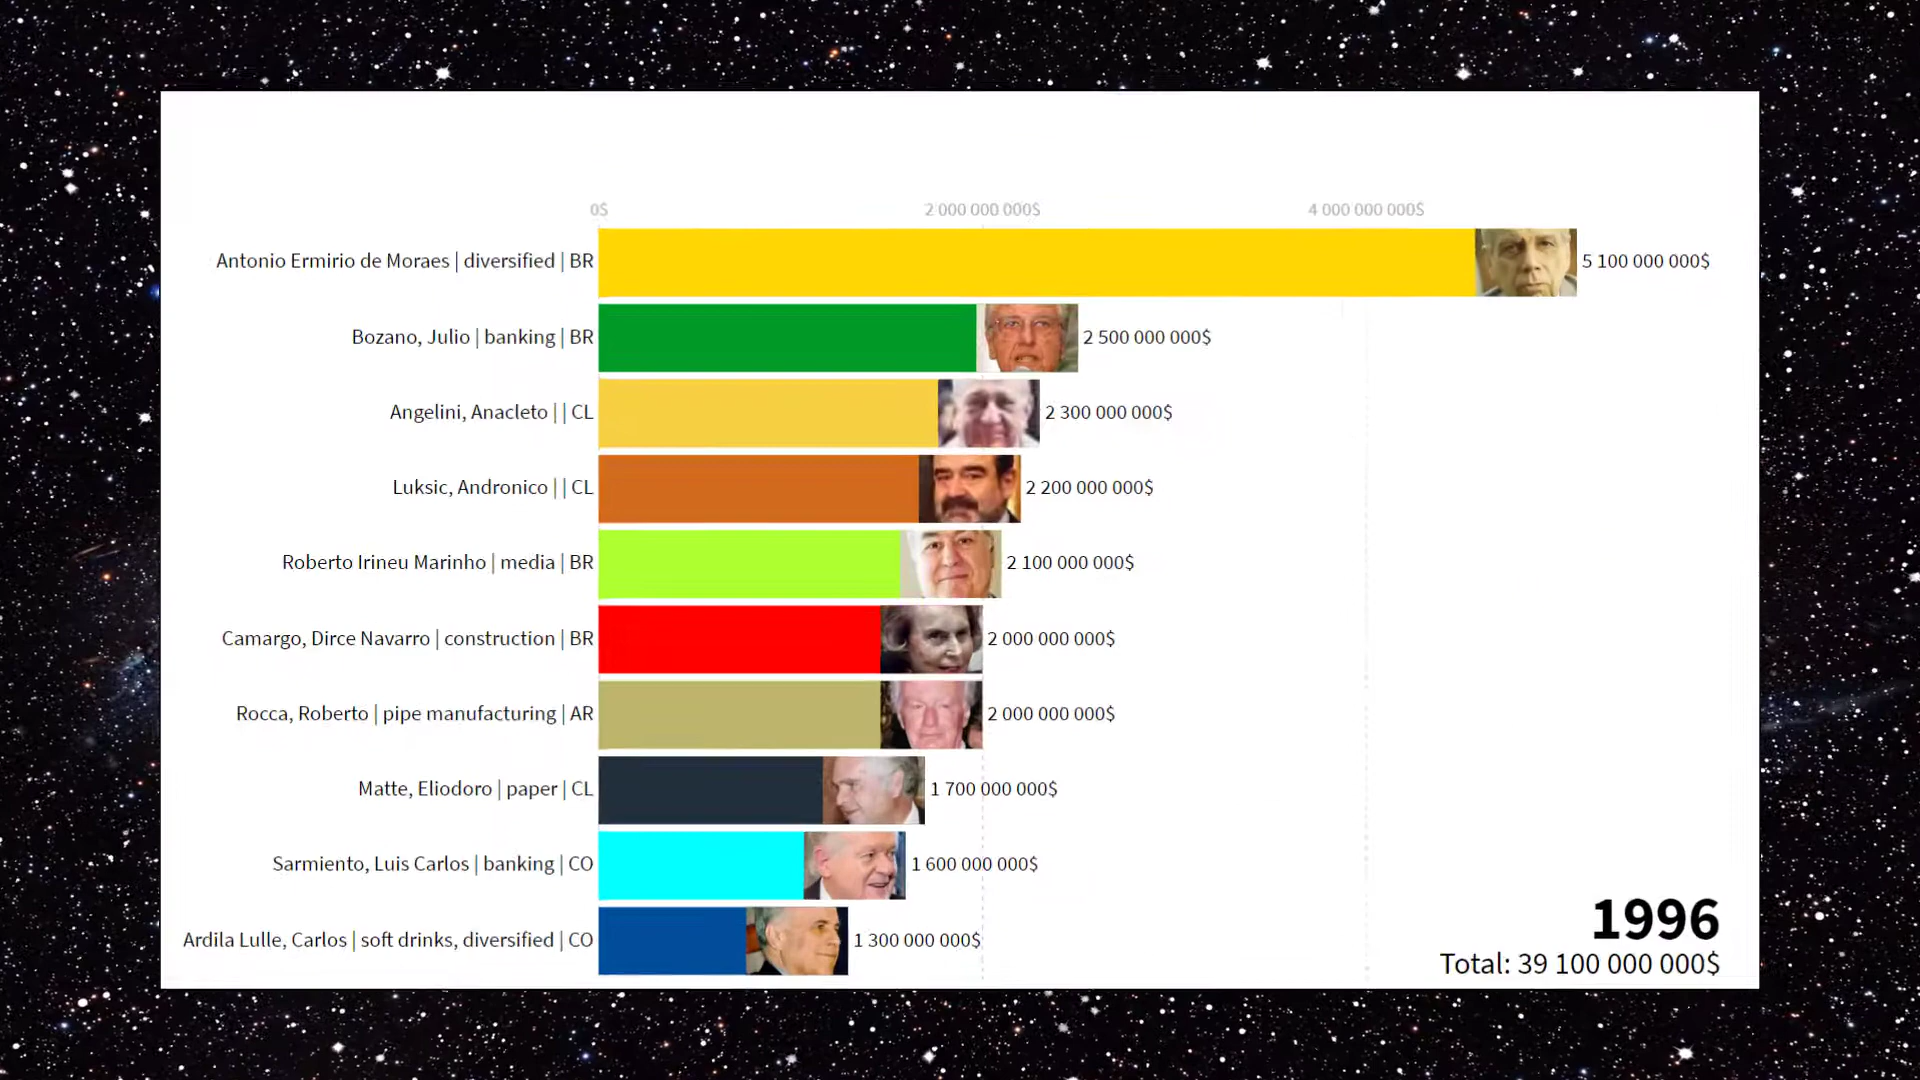 0$ 2 000 000 000$ 4 000 000 000$
Antonio Ermirio de Moraes | diversified | BR 5 100 000 000$
Bozano, Julio | banking | BR 2 500 000 000$
Angelini, Anacleto | | CL 2 300 000 000$
Luksic, Andronico | | CL 2 200 000 000$
Roberto Irineu Marinho | media | BR 2 100 000 000$
Camargo, Dirce Navarro | construction | BR 2 000 000 000$
Rocca, Roberto | pipe manufacturing | AR 2 000 000 000$
Matte, Eliodoro | paper | CL 1 700 000 000$
Sarmiento, Luis Carlos | banking | CO 1 600 000 000$
Ardila Lulle, Carlos | soft drinks, diversified | CO 1 300 000 000$
1996
Total: 39 100 000 000$